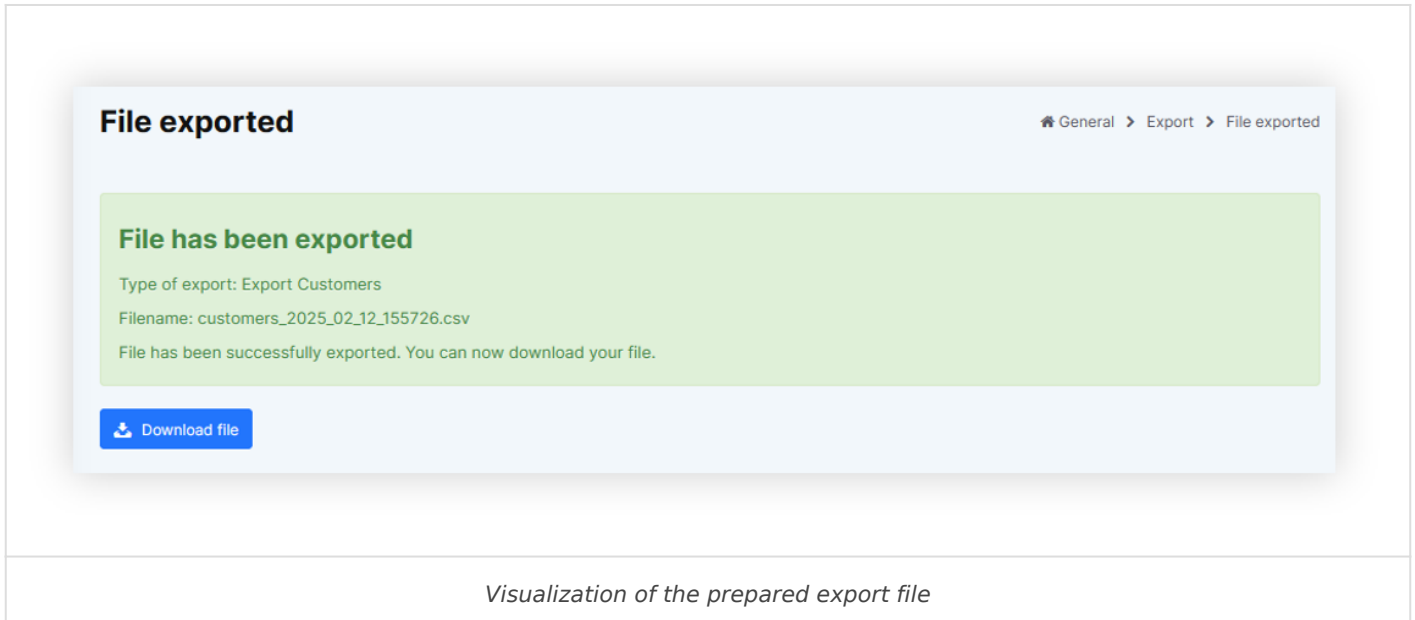 File exported
General > Export > File exported
File has been exported
Type of export: Export Customers
Filename: customers_2025_02_12_155726.csv
File has been successfully exported. You can now download your file.
Download file
Visualization of the prepared export file